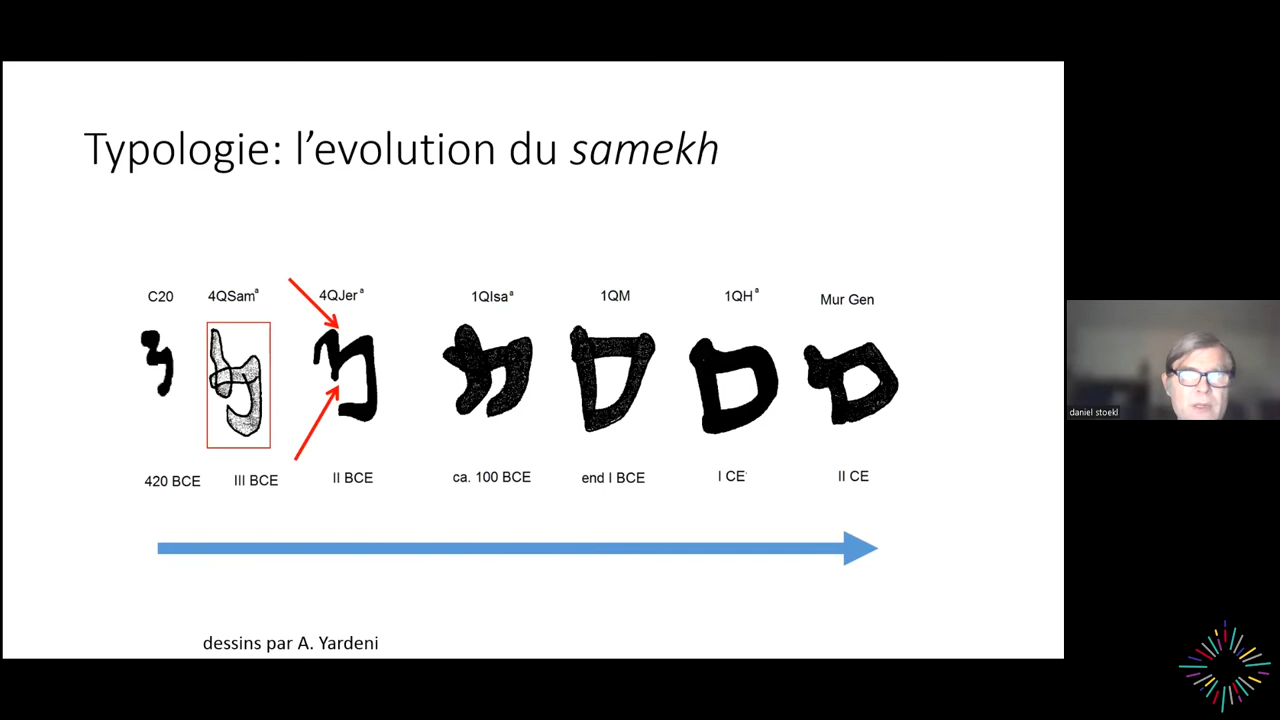 Typologie: l'evolution du samekh
C20 4QSamᵃ 4QJerᵃ 1QIsaᵃ 1QM 1QHᵃ Mur Gen
420 BCE III BCE II BCE ca. 100 BCE end I BCE I CE II CE
dessins par A. Yardeni
daniel stoekl